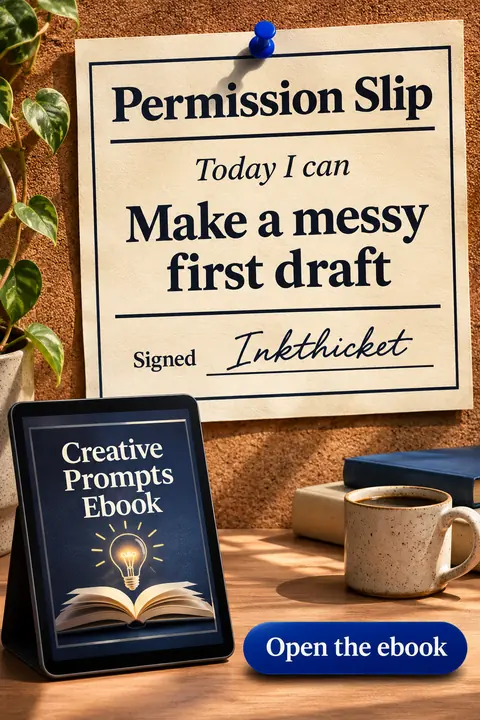 Permission Slip
Today I can
Make a messy
first draft
Signed Inkthicket
Creative
Prompts
Ebook
Open the ebook